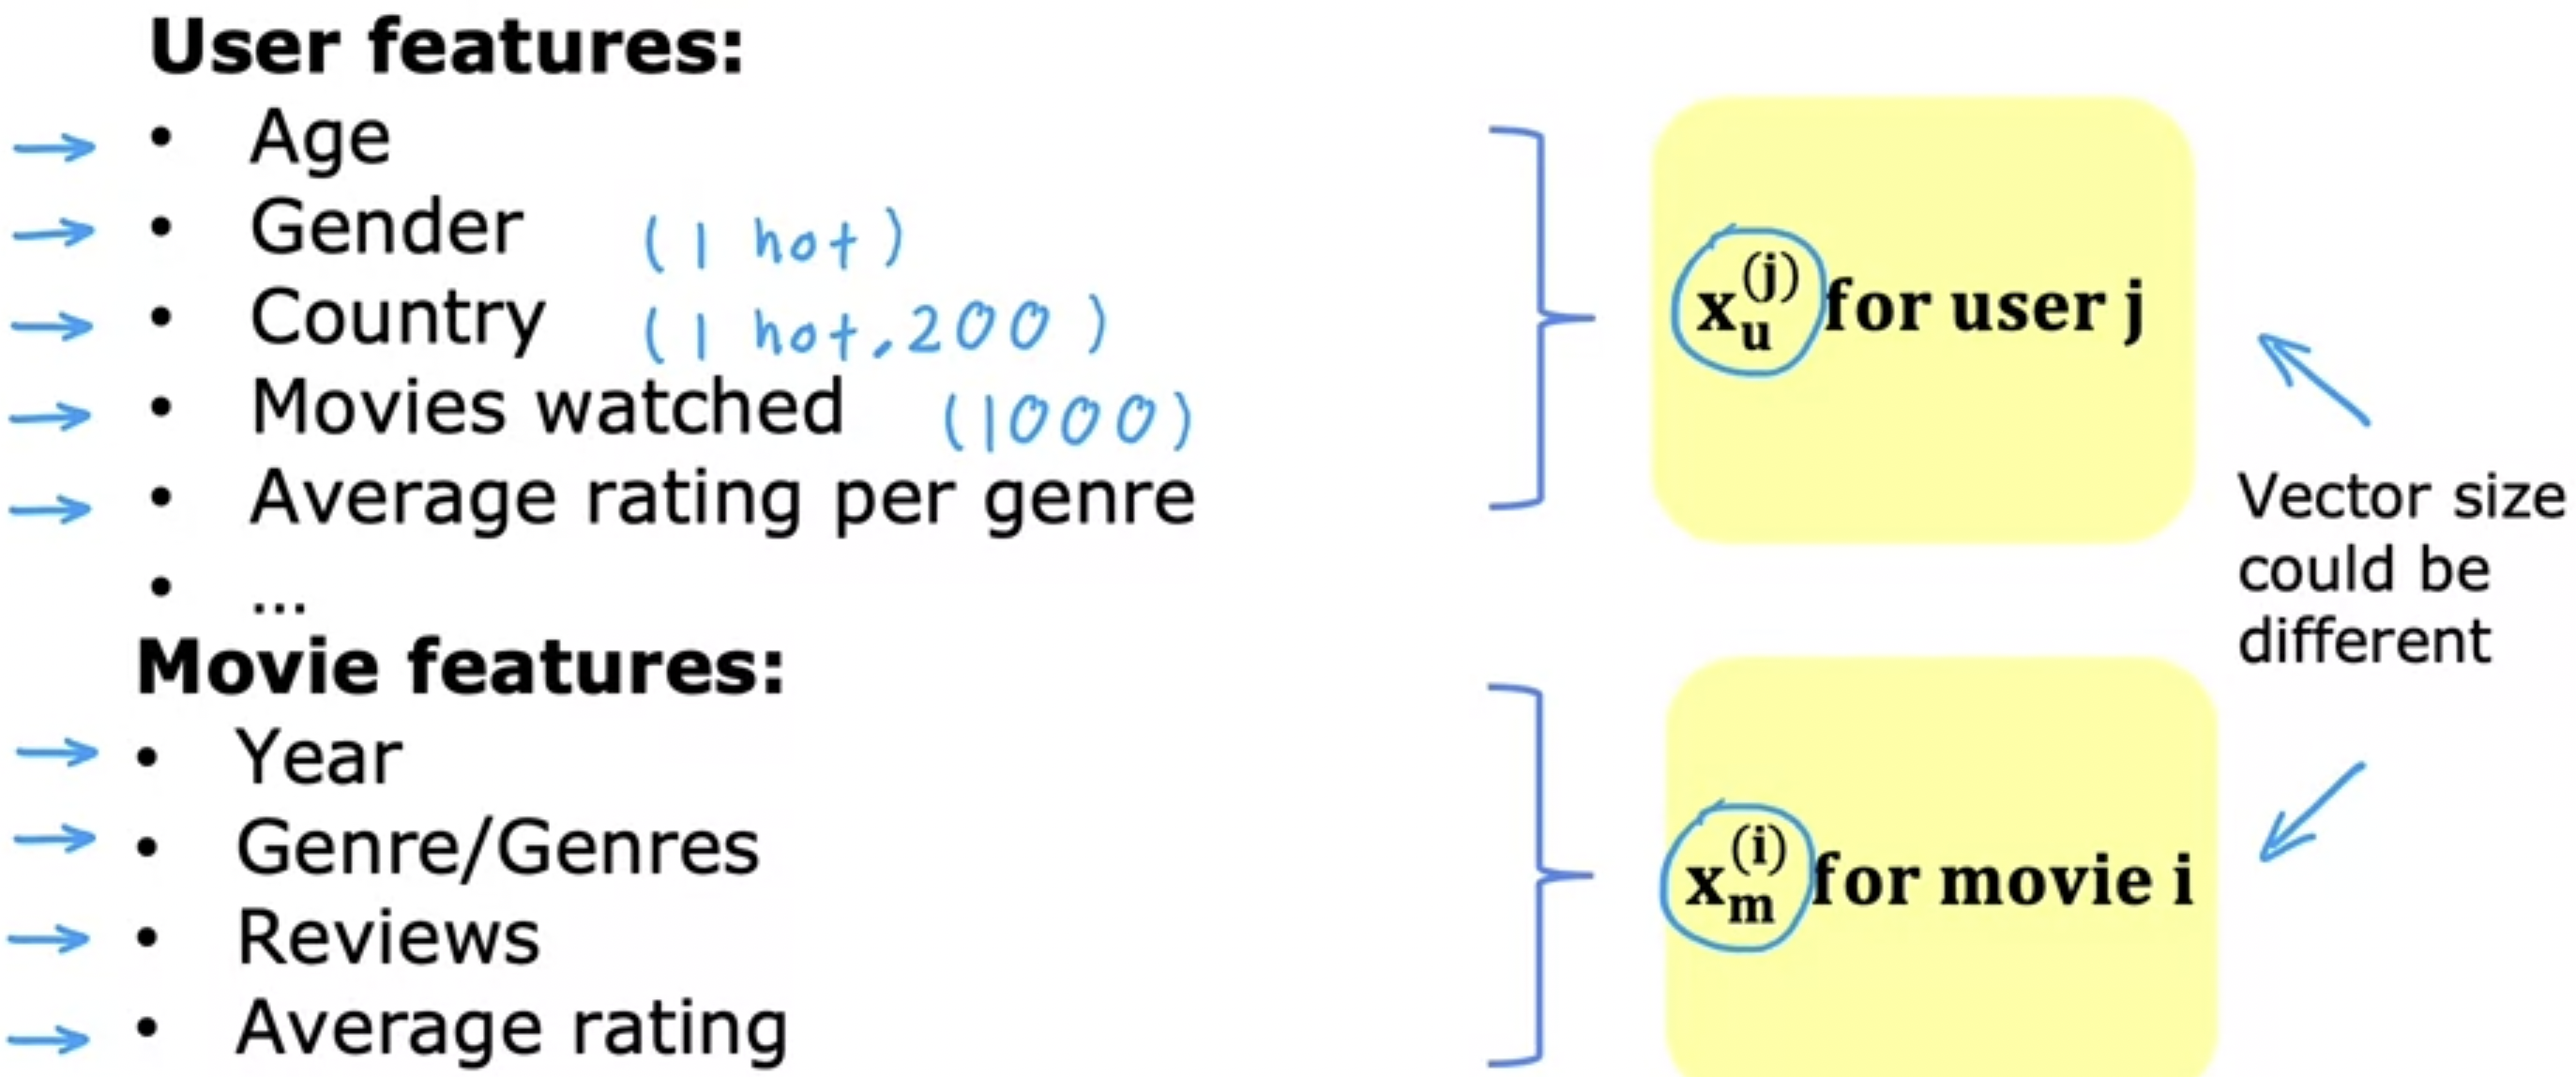 User features:
• Age
• Gender (1 hot)
• Country (1 hot, 200)
• Movies watched (1000)
• Average rating per genre
• ...
Movie features:
• Year
• Genre/Genres
• Reviews
• Average rating
x_u^(j) for user j
Vector size
could be
different
x_m^(i) for movie i